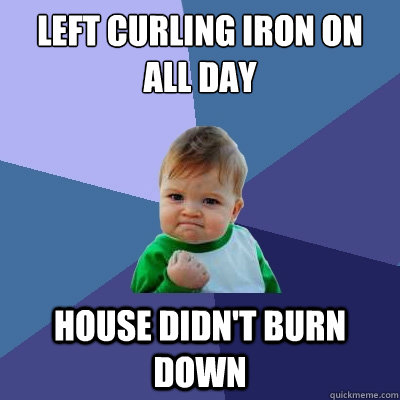 LEFT CURLING IRON ON
ALL DAY
HOUSE DIDN'T BURN
DOWN
quickmeme.com